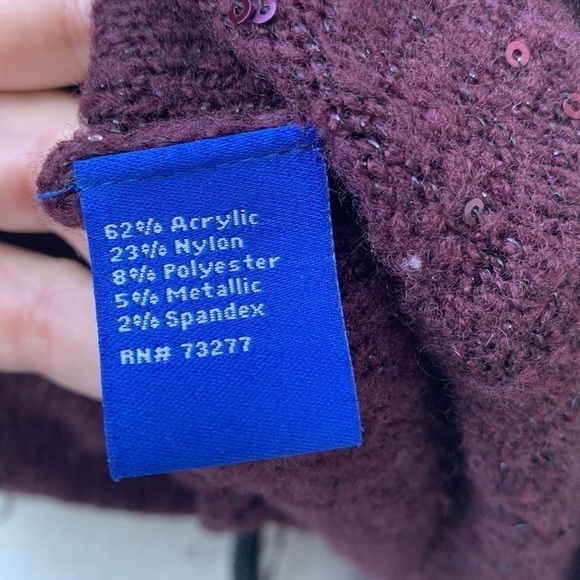 62% Acrylic
23% Nylon
8% Polyester
5% Metallic
2% Spandex
RN# 73277